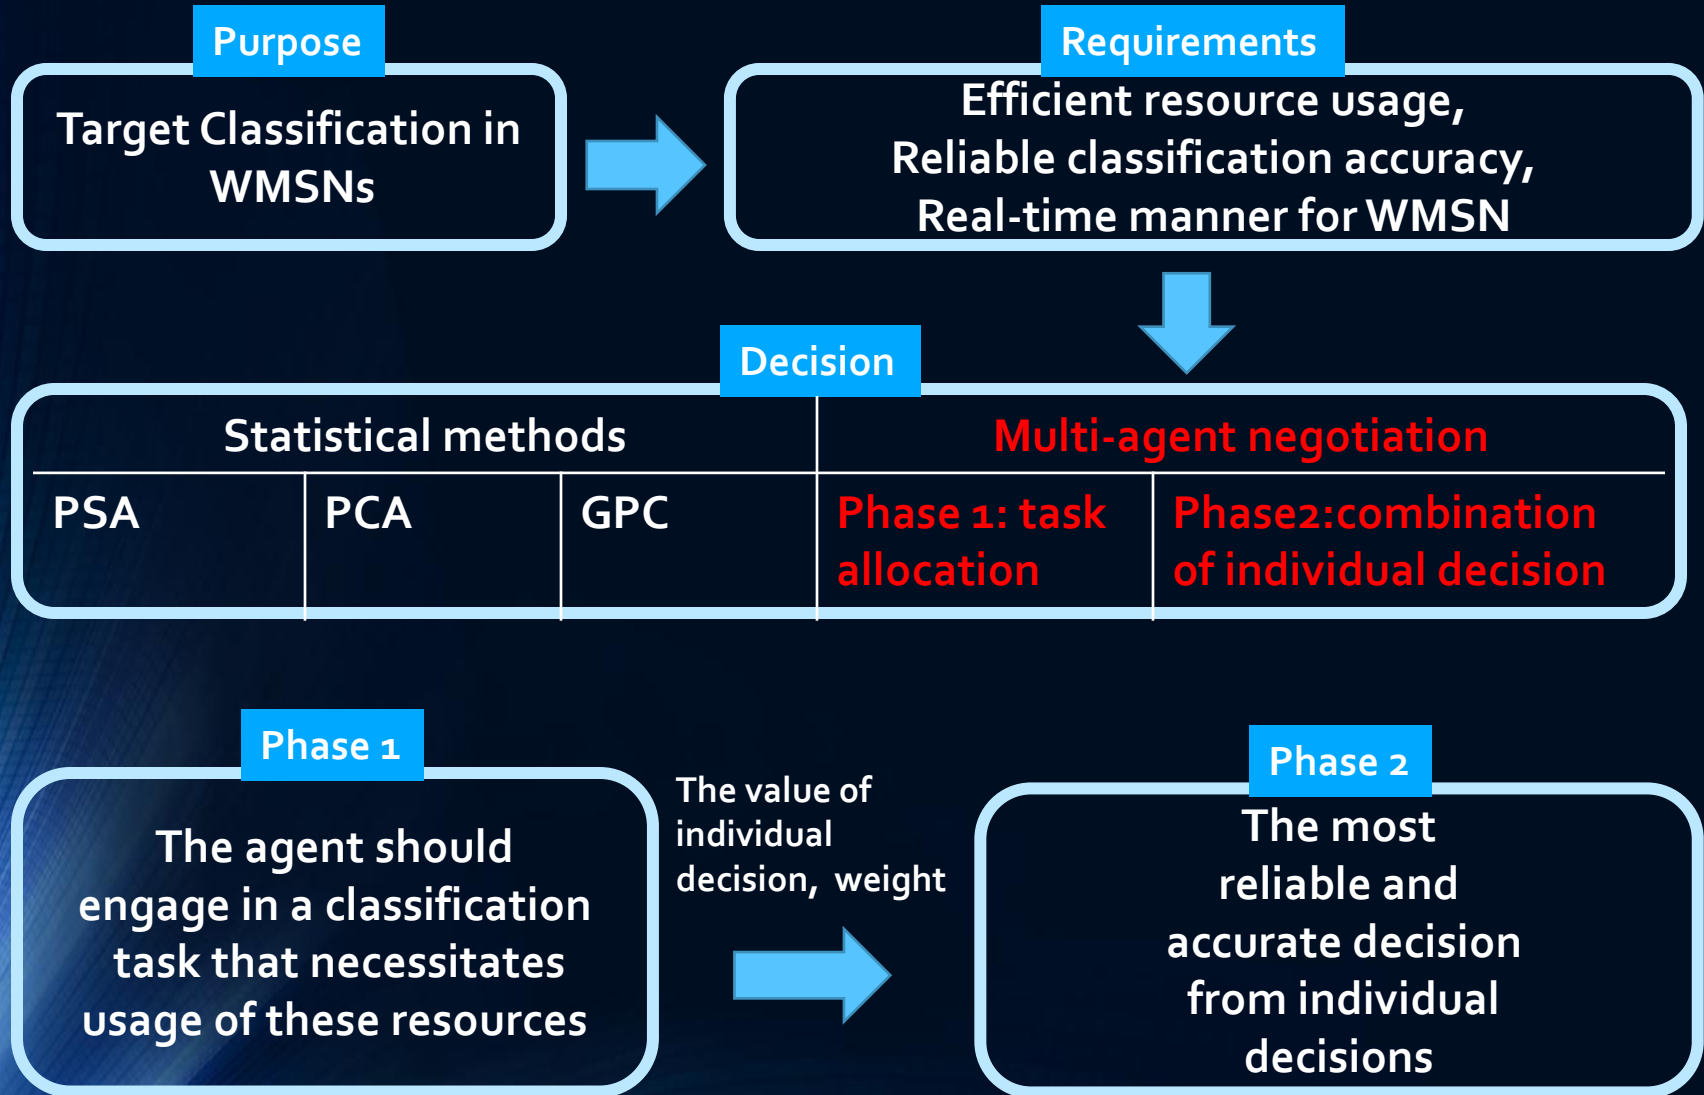 Purpose
Target Classification in
WMSNs
Requirements
Efficient resource usage,
Reliable classification accuracy,
Real-time manner for WMSN
Decision
Statistical methods
Multi-agent negotiation
PSA
PCA
GPC
Phase 1: task
allocation
Phase2:combination
of individual decision
Phase 1
The agent should
engage in a classification
task that necessitates
usage of these resources
The value of
individual
decision, weight
Phase 2
The most
reliable and
accurate decision
from individual
decisions